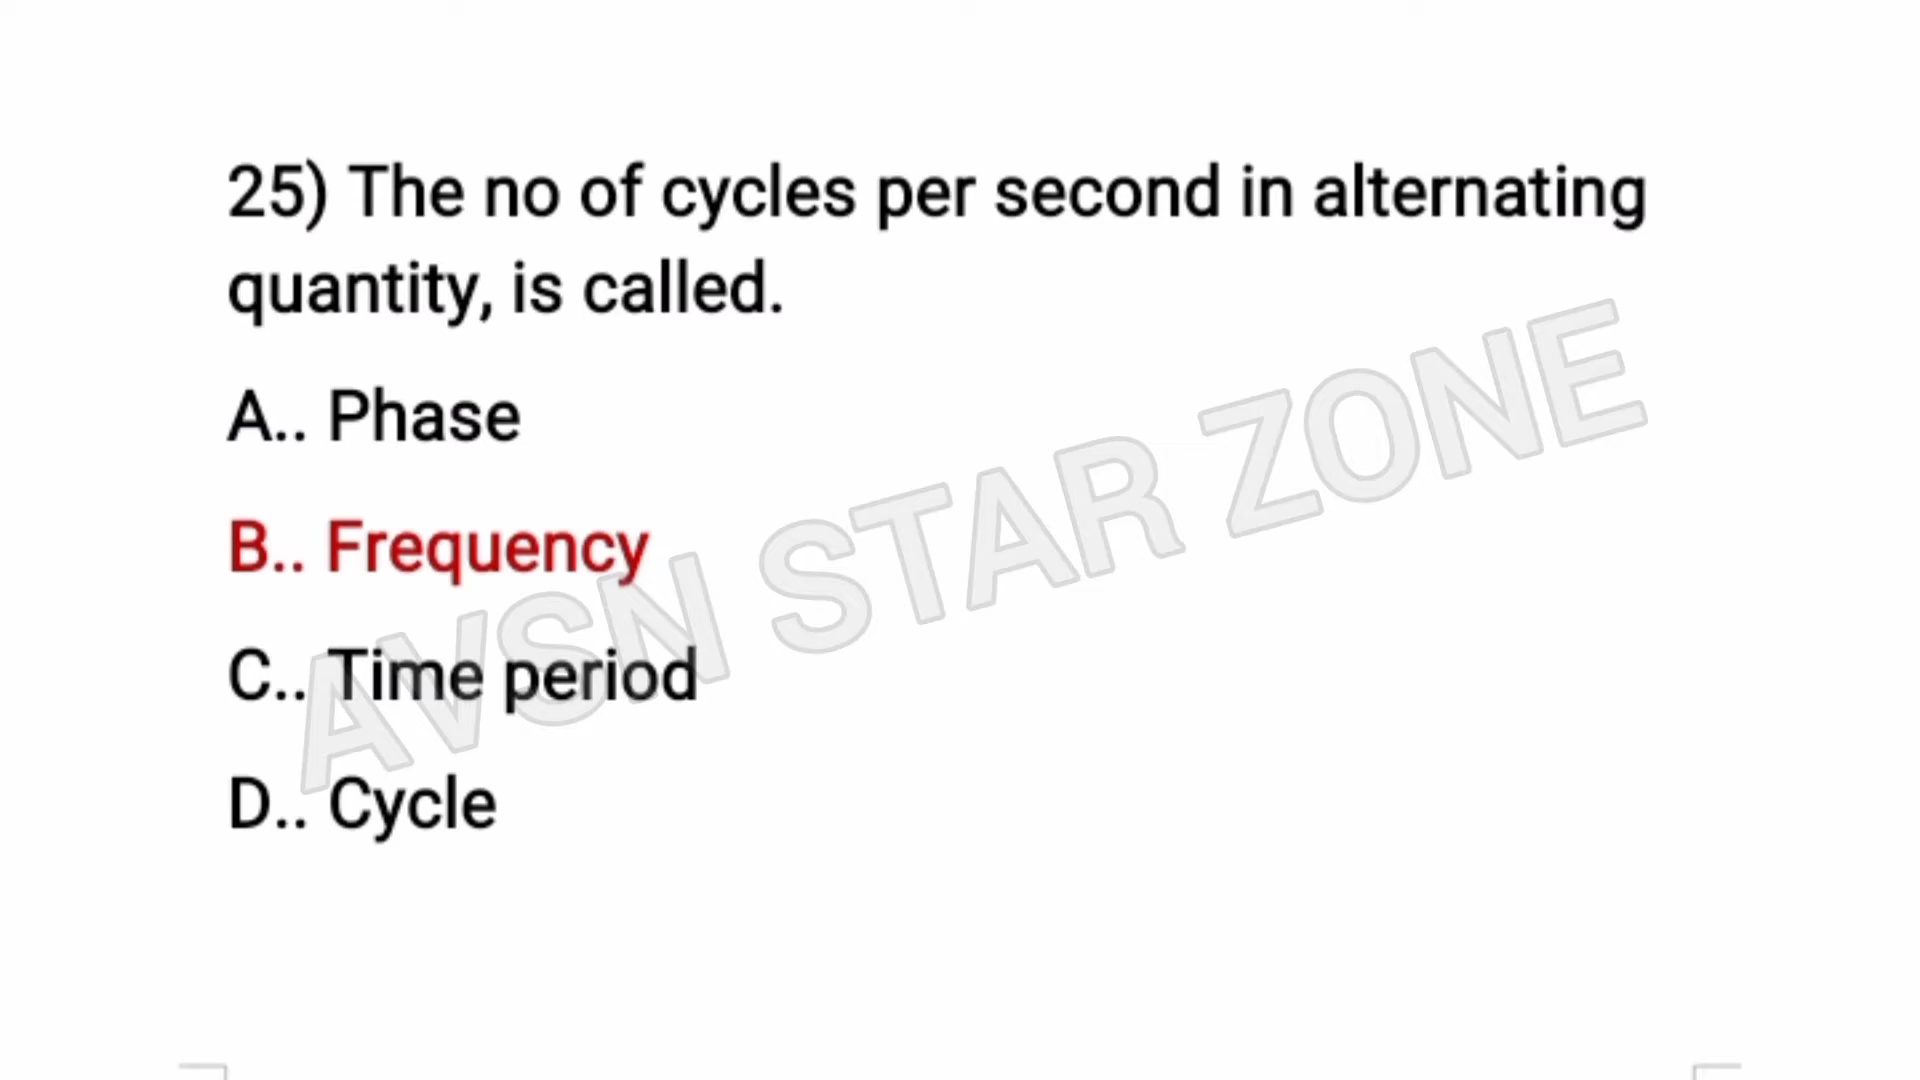 25) The no of cycles per second in alternating
quantity, is called.
A.. Phase
B.. Frequency
C.. Time period
D.. Cycle
AVSN STAR ZONE